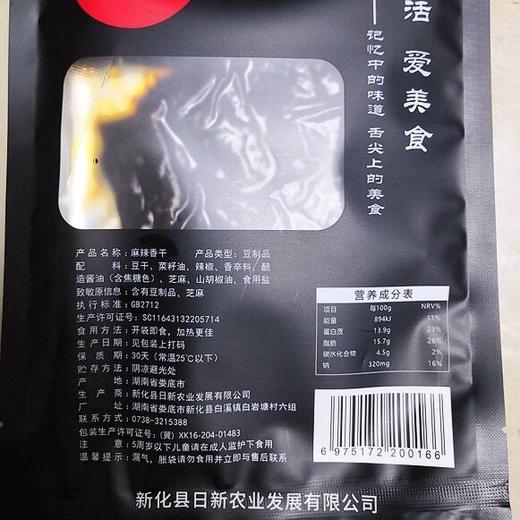 活 爱美食
——记忆中的味道 舌尖上的美食
产品名称：麻辣香干 产品类型：豆制品
配 料：豆干、菜籽油、辣椒、香辛料，酿
造酱油（含焦糖色）、芝麻、山胡椒油、食用盐
致敏原信息：含有豆制品、芝麻
执行标准：GB2712
生产许可证号：SC11643132205714
食用方法：开袋即食，加热更佳
生产日期：见包装上打码
保质期：30天（常温25℃以下）
贮存方法：阴凉避光处
产 地：湖南省娄底市
生 产 商：新化县日新农业发展有限公司
厂 址：湖南省娄底市新化县白溪镇白岩塘村六组
联系方式：0738-3215388
包装生产许可证号：（冀）XK16-204-01483
注 意：5周岁以下儿童请在成人监护下食用
温馨提示：漏气，胀袋请勿食用并立即与售后联系
营养成分表
项目 每100g NRV%
能量 894kJ 11%
蛋白质 13.9g 23%
脂肪 15.7g 26%
碳水化合物 4.5g 2%
钠 320mg 16%
6975172200166
新化县日新农业发展有限公司